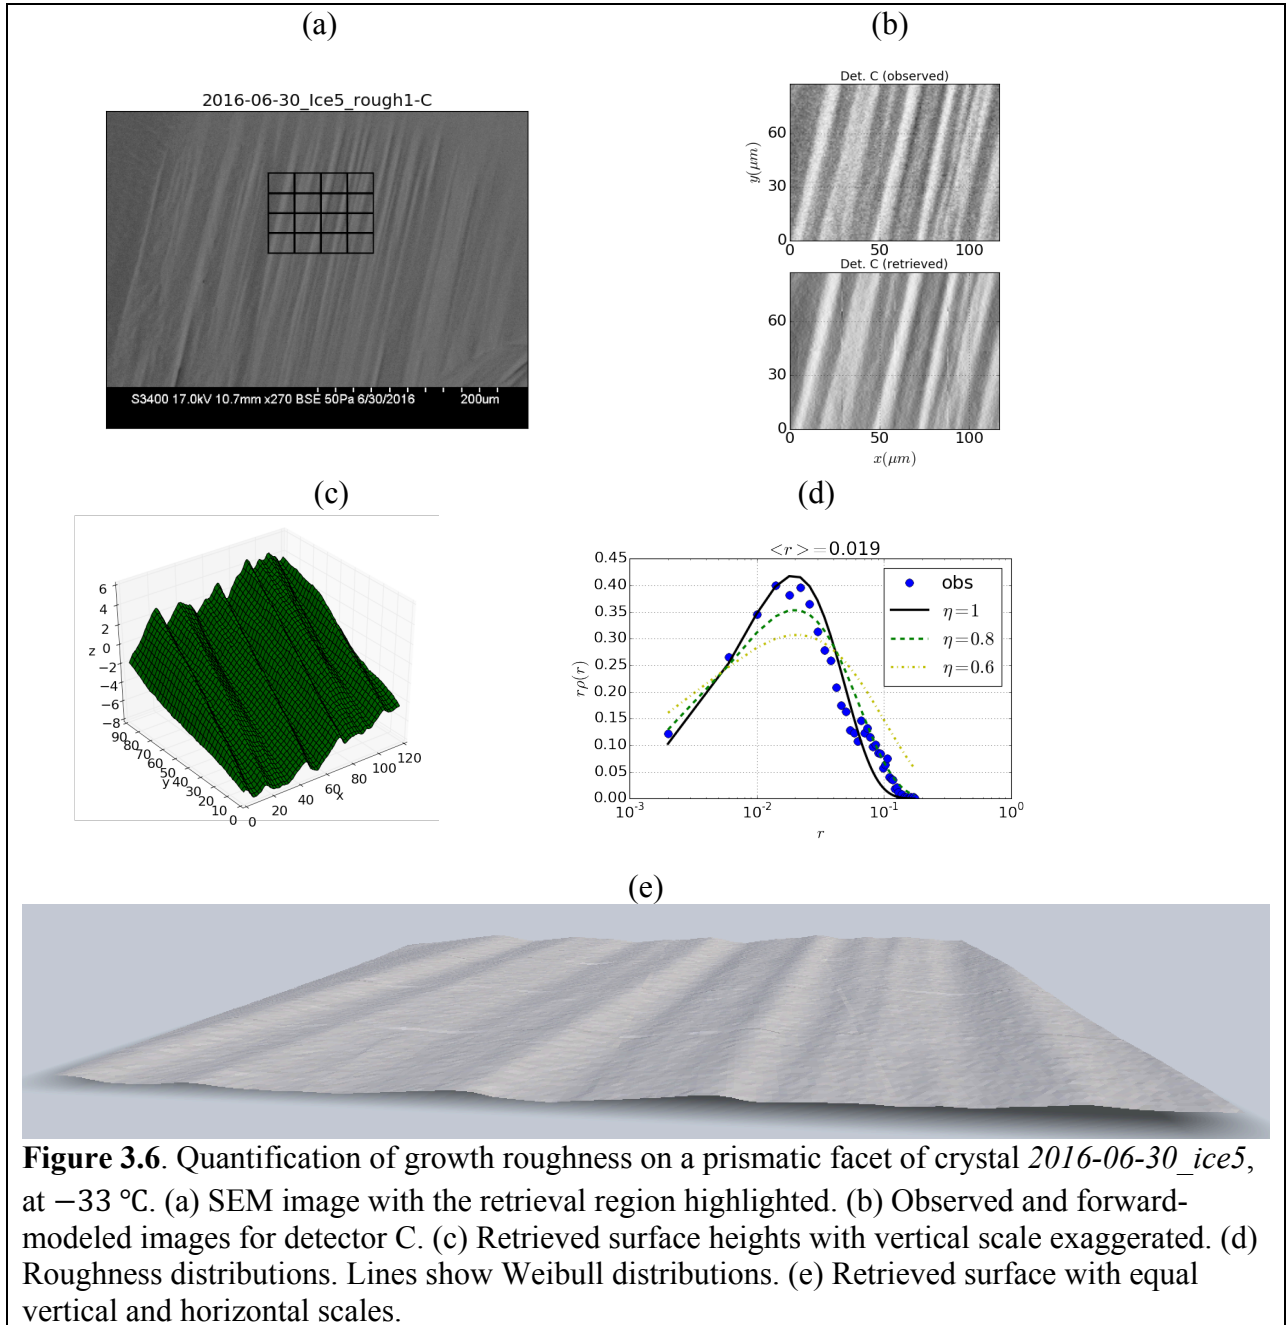 (a)
(b)
2016-06-30_Ice5_rough1-C
S3400 17.0kV 10.7mm x270 BSE 50Pa 6/30/2016 200um
Det. C (observed)
60
30
0
y(μm)
0 50 100
Det. C (retrieved)
60
30
0
0 50 100
x(μm)
(c)
(d)
6
4
2
0
−2
−4
−6
−8
z
90
80
70
60
50
40
30
20
10
0
y
0
20
40
60
80
100
120
x
<r>=0.019
0.45
0.40
0.35
0.30
0.25
0.20
0.15
0.10
0.05
0.00
rρ(r)
obs
η=1
η=0.8
η=0.6
10⁻³ 10⁻² 10⁻¹ 10⁰
r
(e)
Figure 3.6. Quantification of growth roughness on a prismatic facet of crystal 2016-06-30_ice5,
at −33 °C. (a) SEM image with the retrieval region highlighted. (b) Observed and forward-
modeled images for detector C. (c) Retrieved surface heights with vertical scale exaggerated. (d)
Roughness distributions. Lines show Weibull distributions. (e) Retrieved surface with equal
vertical and horizontal scales.